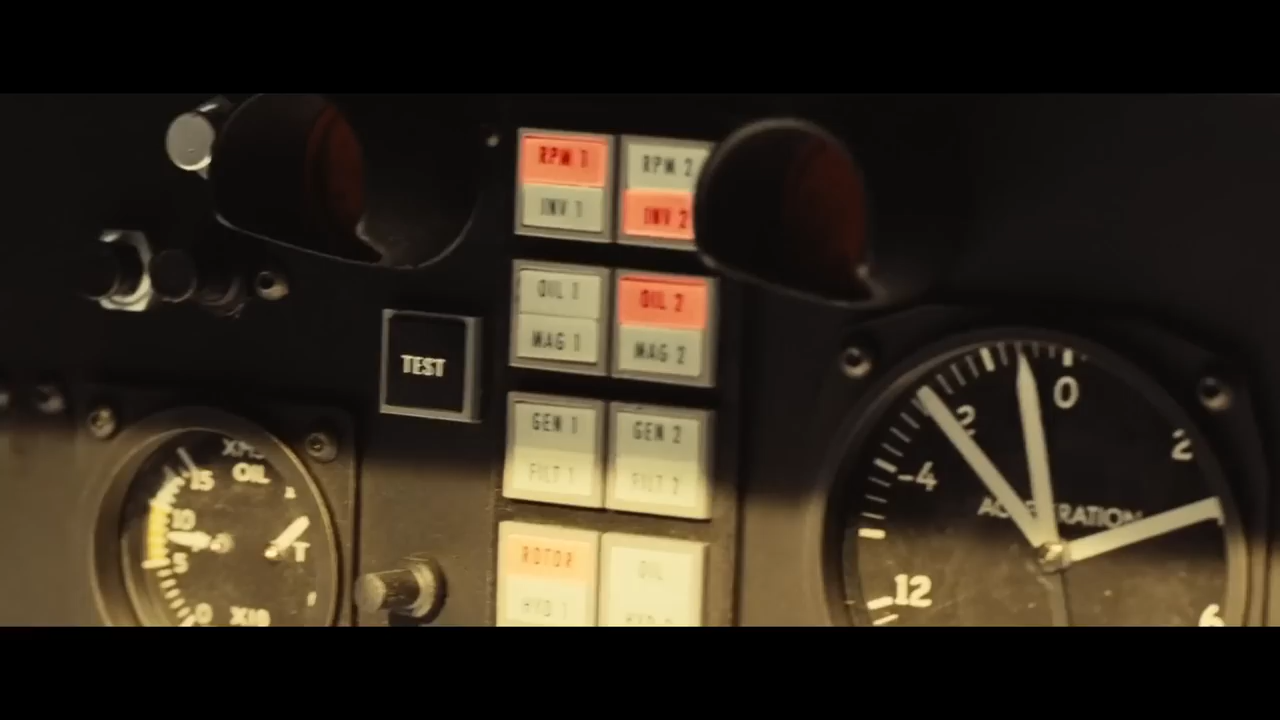 RPM 1
RPM 2
INV 1
INV 2
OIL 1
OIL 2
MAG 1
MAG 2
TEST
GEN 1
GEN 2
FILT 1
FILT 2
ROTOR
OIL
HYD 1
OIL
15
10
5
0
X10
T
0
2
2
-4
12
6